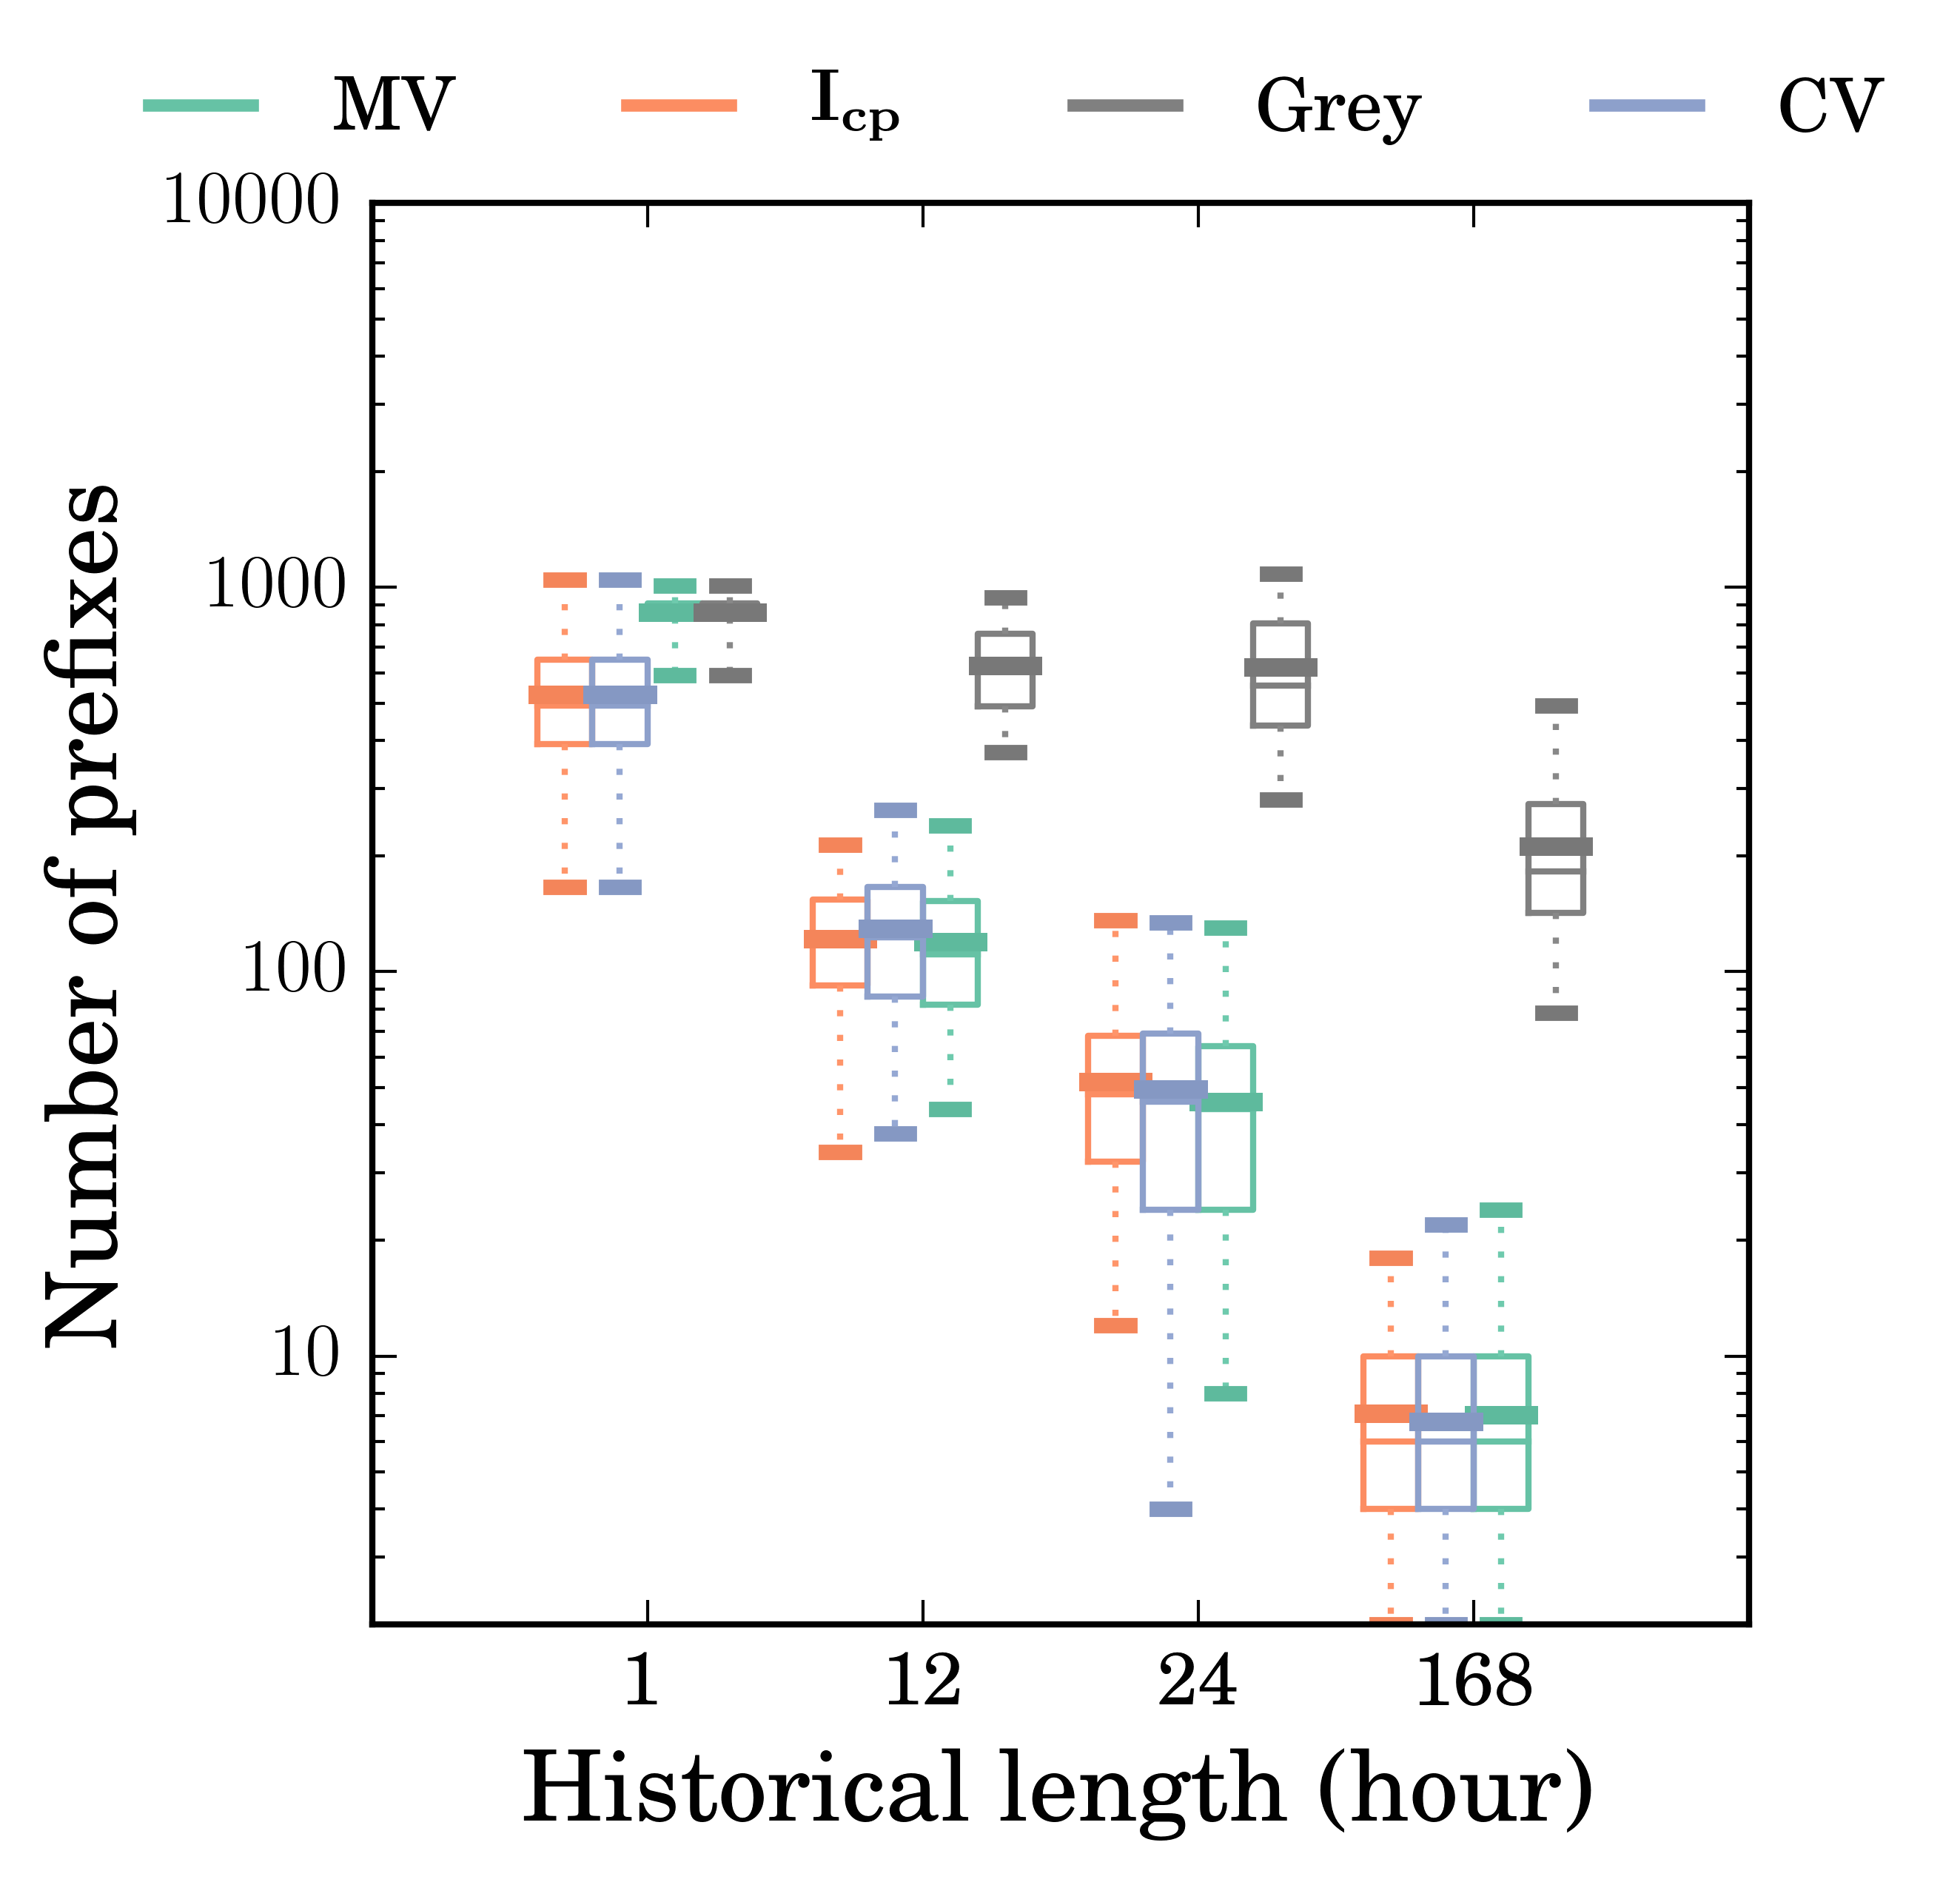 MV I_cp Grey CV
10000
1000
100
10
Number of prefixes
1 12 24 168
Historical length (hour)